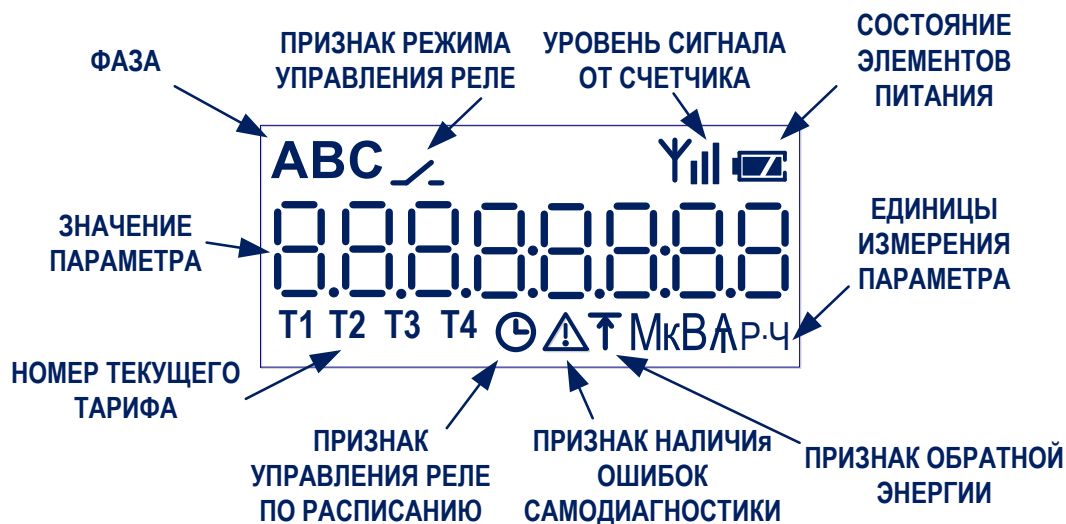 ФАЗА
ПРИЗНАК РЕЖИМА
УПРАВЛЕНИЯ РЕЛЕ
УРОВЕНЬ СИГНАЛА
ОТ СЧЕТЧИКА
СОСТОЯНИЕ
ЭЛЕМЕНТОВ
ПИТАНИЯ
ABC
ЗНАЧЕНИЕ
ПАРАМЕТРА
8.8.8.8:8.8:8.8
ЕДИНИЦЫ
ИЗМЕРЕНИЯ
ПАРАМЕТРА
T1 T2 T3 T4
МкВАр·ч
НОМЕР ТЕКУЩЕГО
ТАРИФА
ПРИЗНАК
УПРАВЛЕНИЯ РЕЛЕ
ПО РАСПИСАНИЮ
ПРИЗНАК НАЛИЧИя
ОШИБОК
САМОДИАГНОСТИКИ
ПРИЗНАК ОБРАТНОЙ
ЭНЕРГИИ